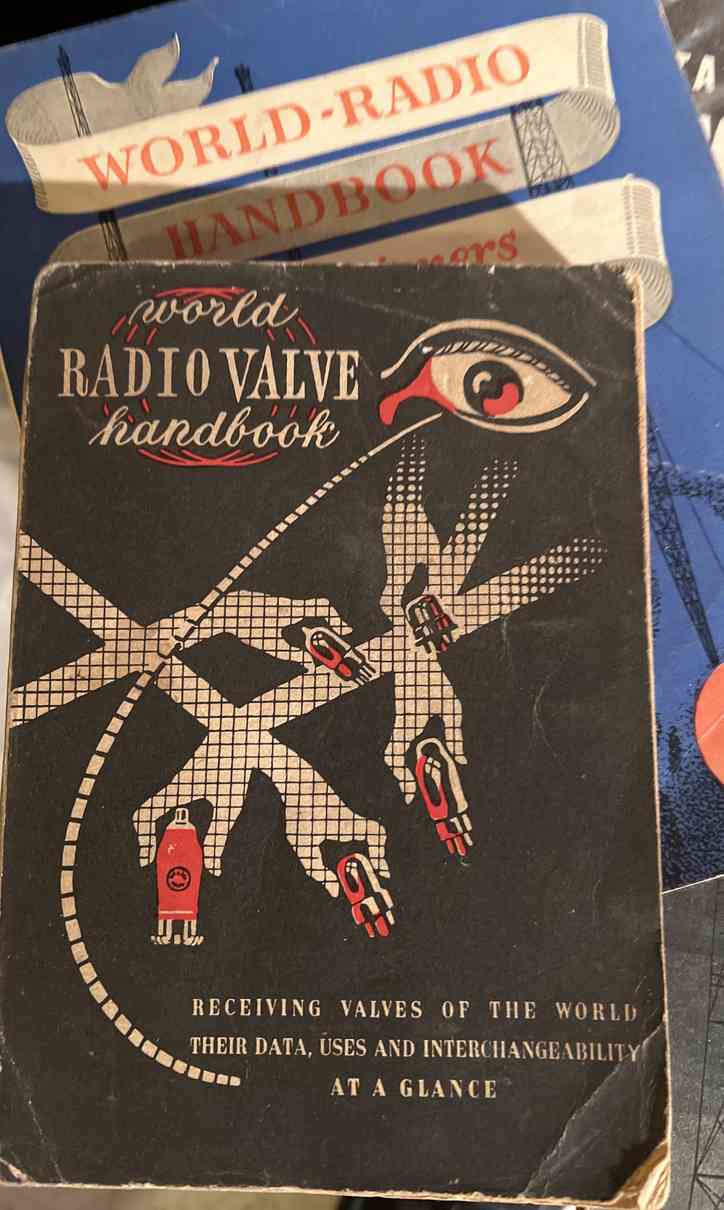 WORLD-RADIO
HANDBOOK
world
RADIO VALVE
handbook
RECEIVING VALVES OF THE WORLD
THEIR DATA, USES AND INTERCHANGEABILITY
AT A GLANCE